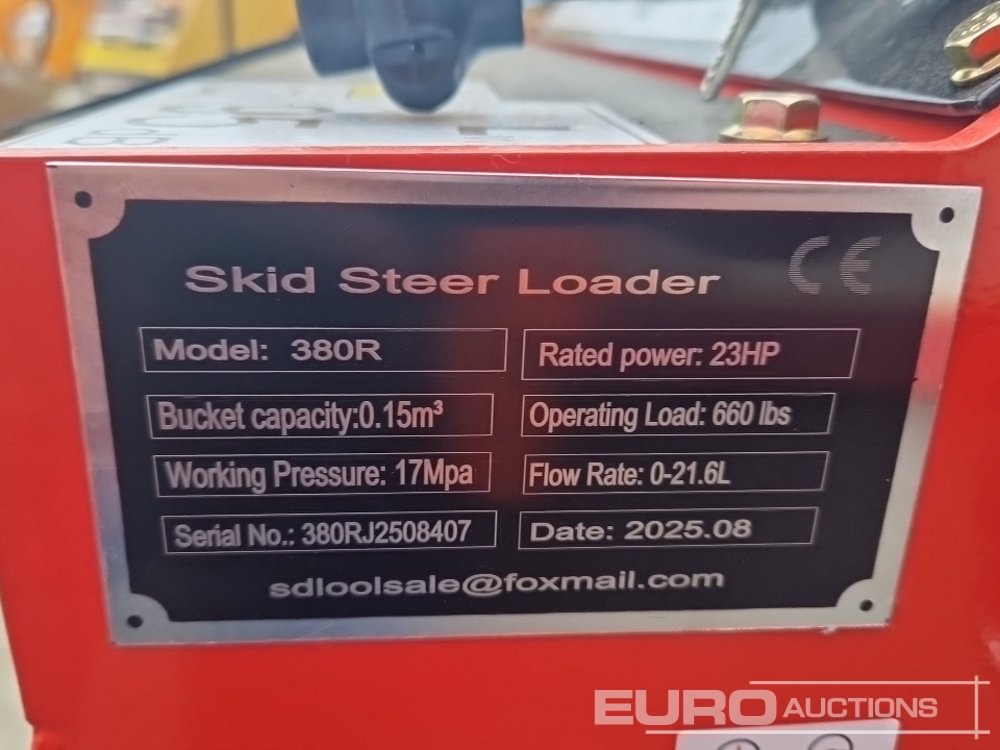 Skid Steer Loader
CE
Model: 380R
Rated power: 23HP
Bucket capacity:0.15m³
Operating Load: 660 lbs
Working Pressure: 17Mpa
Flow Rate: 0-21.6L
Serial No.: 380RJ2508407
Date: 2025.08
sdloolsale@foxmail.com
EURO AUCTIONS